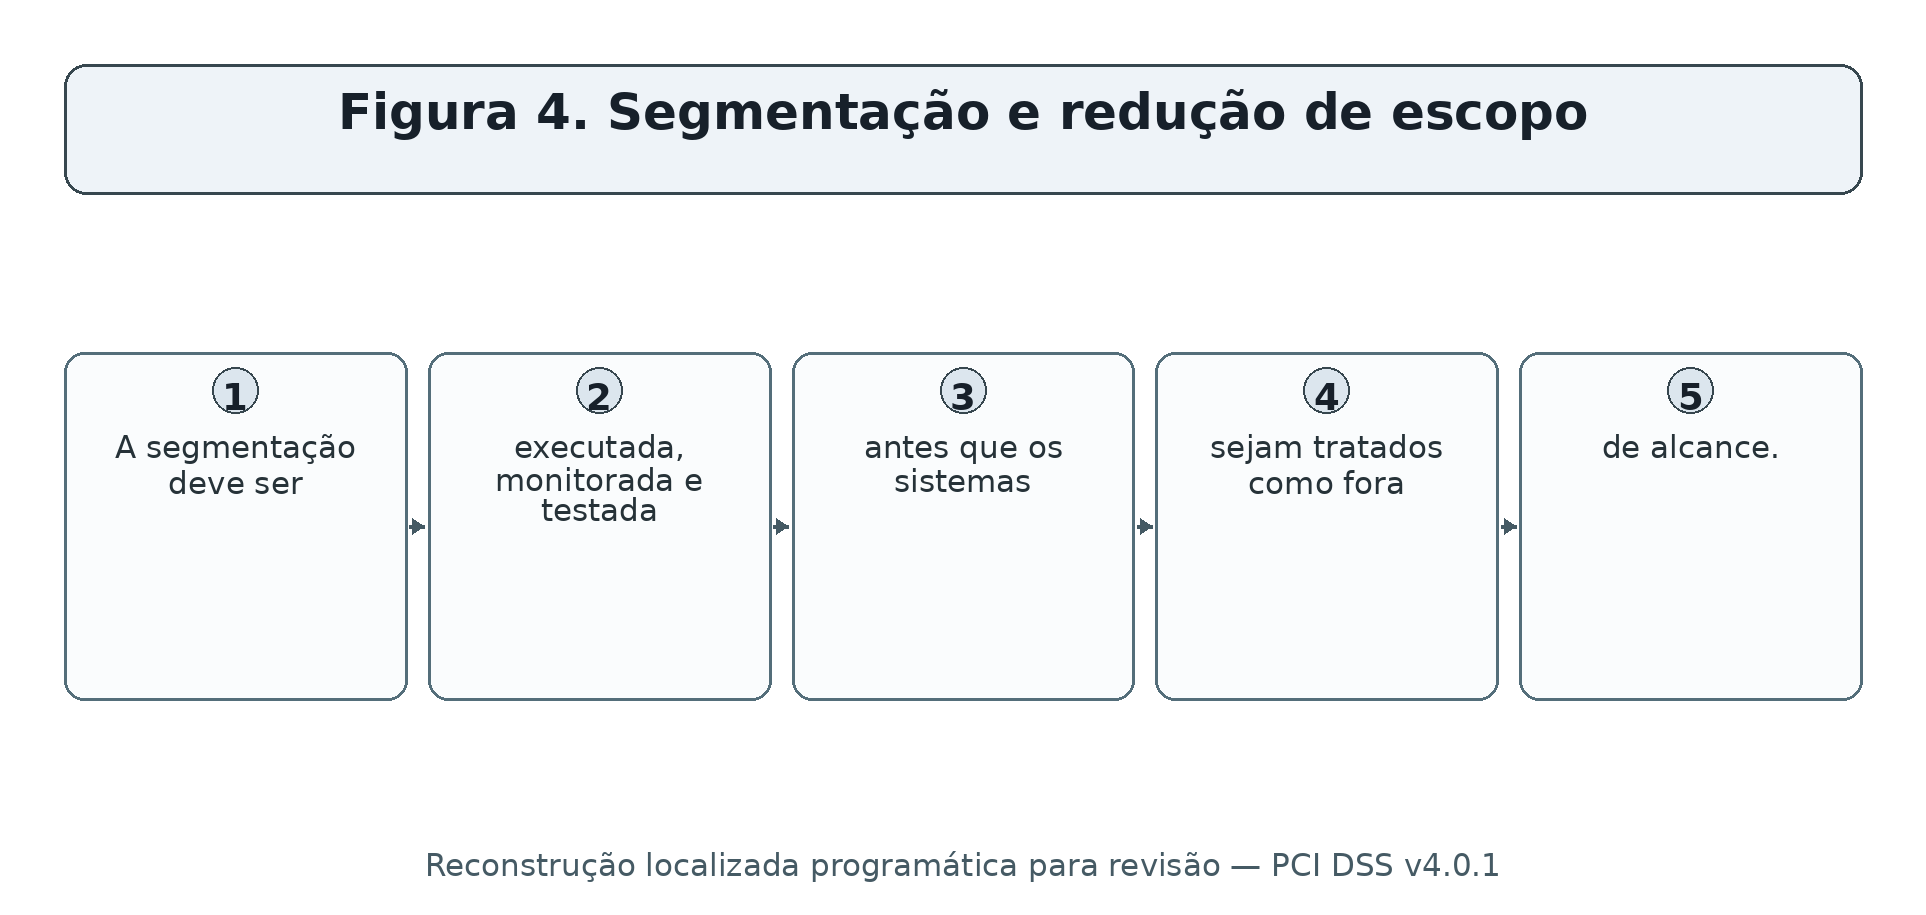 Figura 4. Segmentação e redução de escopo
1
A segmentação
deve ser
2
executada,
monitorada e
testada
3
antes que os
sistemas
4
sejam tratados
como fora
5
de alcance.
Reconstrução localizada programática para revisão — PCI DSS v4.0.1